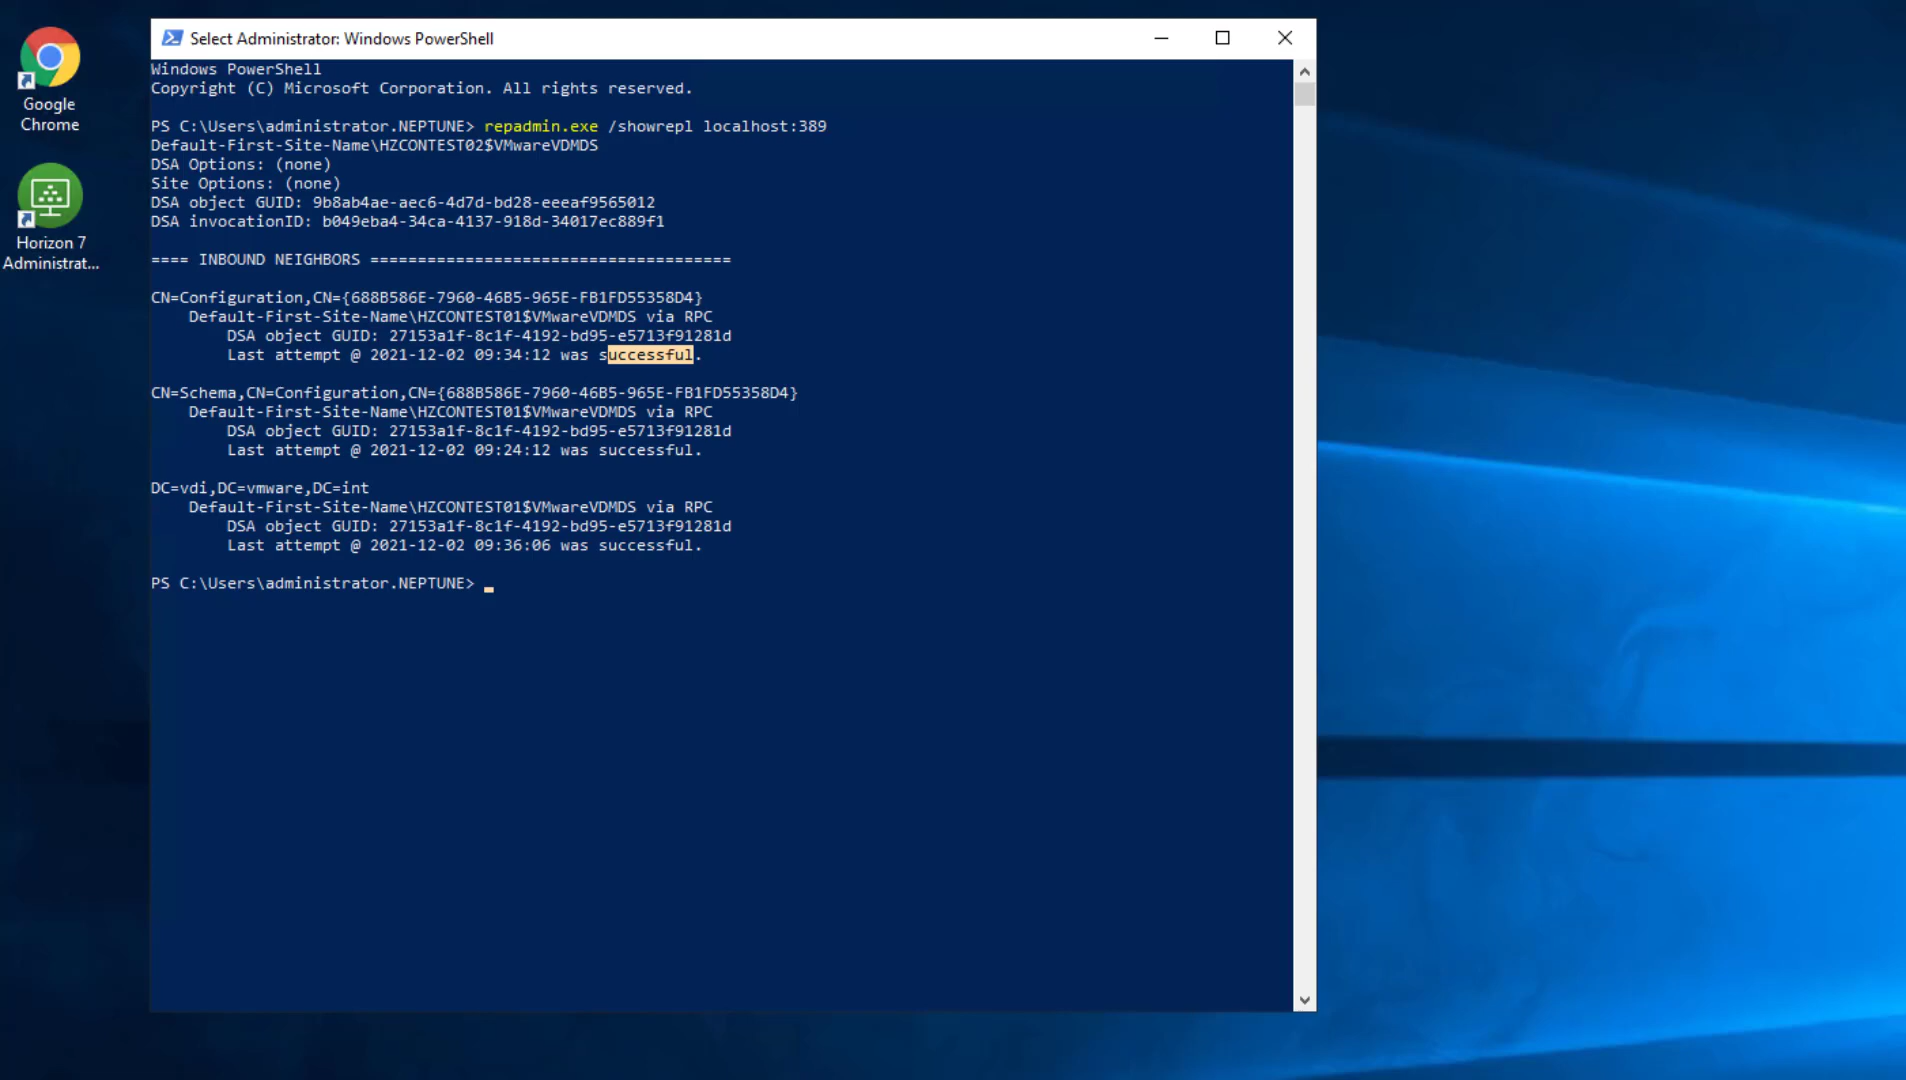 Google
Chrome
Horizon 7
Administrat...
Select Administrator: Windows PowerShell
Windows PowerShell
Copyright (C) Microsoft Corporation. All rights reserved.
PS C:\Users\administrator.NEPTUNE> repadmin.exe /showrepl localhost:389
Default-First-Site-Name\HZCONTEST02$VMwareVDMDS
DSA Options: (none)
Site Options: (none)
DSA object GUID: 9b8ab4ae-aec6-4d7d-bd28-eeeaf9565012
DSA invocationID: b049eba4-34ca-4137-918d-34017ec889f1
==== INBOUND NEIGHBORS ======================================
CN=Configuration,CN={688B586E-7960-46B5-965E-FB1FD55358D4}
Default-First-Site-Name\HZCONTEST01$VMwareVDMDS via RPC
DSA object GUID: 27153a1f-8c1f-4192-bd95-e5713f91281d
Last attempt @ 2021-12-02 09:34:12 was successful.
CN=Schema,CN=Configuration,CN={688B586E-7960-46B5-965E-FB1FD55358D4}
Default-First-Site-Name\HZCONTEST01$VMwareVDMDS via RPC
DSA object GUID: 27153a1f-8c1f-4192-bd95-e5713f91281d
Last attempt @ 2021-12-02 09:24:12 was successful.
DC=vdi,DC=vmware,DC=int
Default-First-Site-Name\HZCONTEST01$VMwareVDMDS via RPC
DSA object GUID: 27153a1f-8c1f-4192-bd95-e5713f91281d
Last attempt @ 2021-12-02 09:36:06 was successful.
PS C:\Users\administrator.NEPTUNE> _